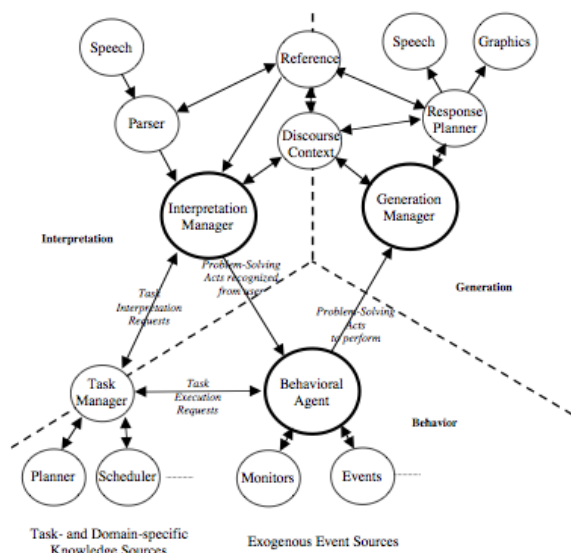 Speech
Reference
Speech
Graphics
Parser
Discourse
Context
Response
Planner
Interpretation
Manager
Generation
Manager
Interpretation
Generation
Problem-Solving
Acts recognized
from user
Task
Interpretation
Requests
Problem-Solving
Acts
to perform
Task
Manager
Task
Execution
Requests
Behavioral
Agent
Behavior
Planner
Scheduler
Monitors
Events
Task- and Domain-specific
Knowledge Sources
Exogenous Event Sources